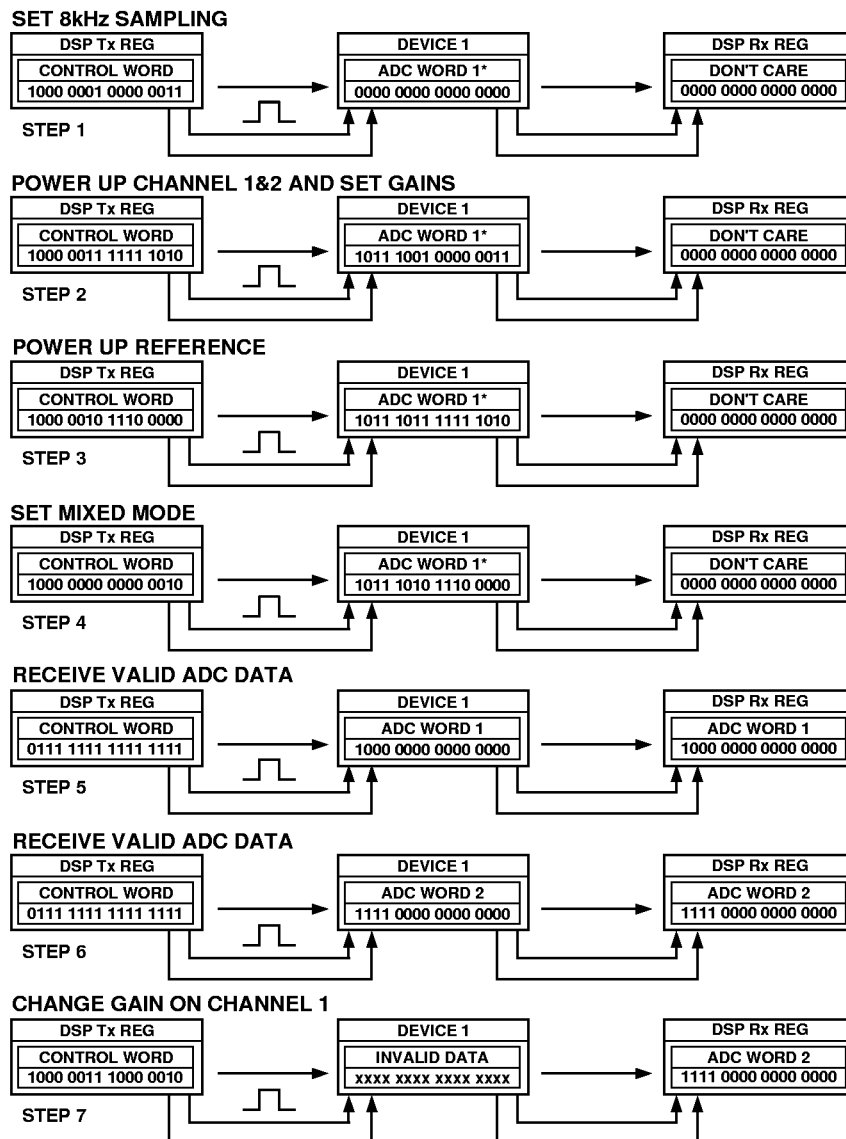 SET 8kHz SAMPLING
DSP Tx REG DEVICE 1 DSP Rx REG
CONTROL WORD ADC WORD 1* DON'T CARE
1000 0001 0000 0011 0000 0000 0000 0000 0000 0000 0000 0000
STEP 1
POWER UP CHANNEL 1&2 AND SET GAINS
DSP Tx REG DEVICE 1 DSP Rx REG
CONTROL WORD ADC WORD 1* DON'T CARE
1000 0011 1111 1010 1011 1001 0000 0011 0000 0000 0000 0000
STEP 2
POWER UP REFERENCE
DSP Tx REG DEVICE 1 DSP Rx REG
CONTROL WORD ADC WORD 1* DON'T CARE
1000 0010 1110 0000 1011 1011 1111 1010 0000 0000 0000 0000
STEP 3
SET MIXED MODE
DSP Tx REG DEVICE 1 DSP Rx REG
CONTROL WORD ADC WORD 1* DON'T CARE
1000 0000 0000 0010 1011 1010 1110 0000 0000 0000 0000 0000
STEP 4
RECEIVE VALID ADC DATA
DSP Tx REG DEVICE 1 DSP Rx REG
CONTROL WORD ADC WORD 1 ADC WORD 1
0111 1111 1111 1111 1000 0000 0000 0000 1000 0000 0000 0000
STEP 5
RECEIVE VALID ADC DATA
DSP Tx REG DEVICE 1 DSP Rx REG
CONTROL WORD ADC WORD 2 ADC WORD 2
0111 1111 1111 1111 1111 0000 0000 0000 1111 0000 0000 0000
STEP 6
CHANGE GAIN ON CHANNEL 1
DSP Tx REG DEVICE 1 DSP Rx REG
CONTROL WORD INVALID DATA ADC WORD 2
1000 0011 1000 0010 xxxx xxxx xxxx xxxx 1111 0000 0000 0000
STEP 7